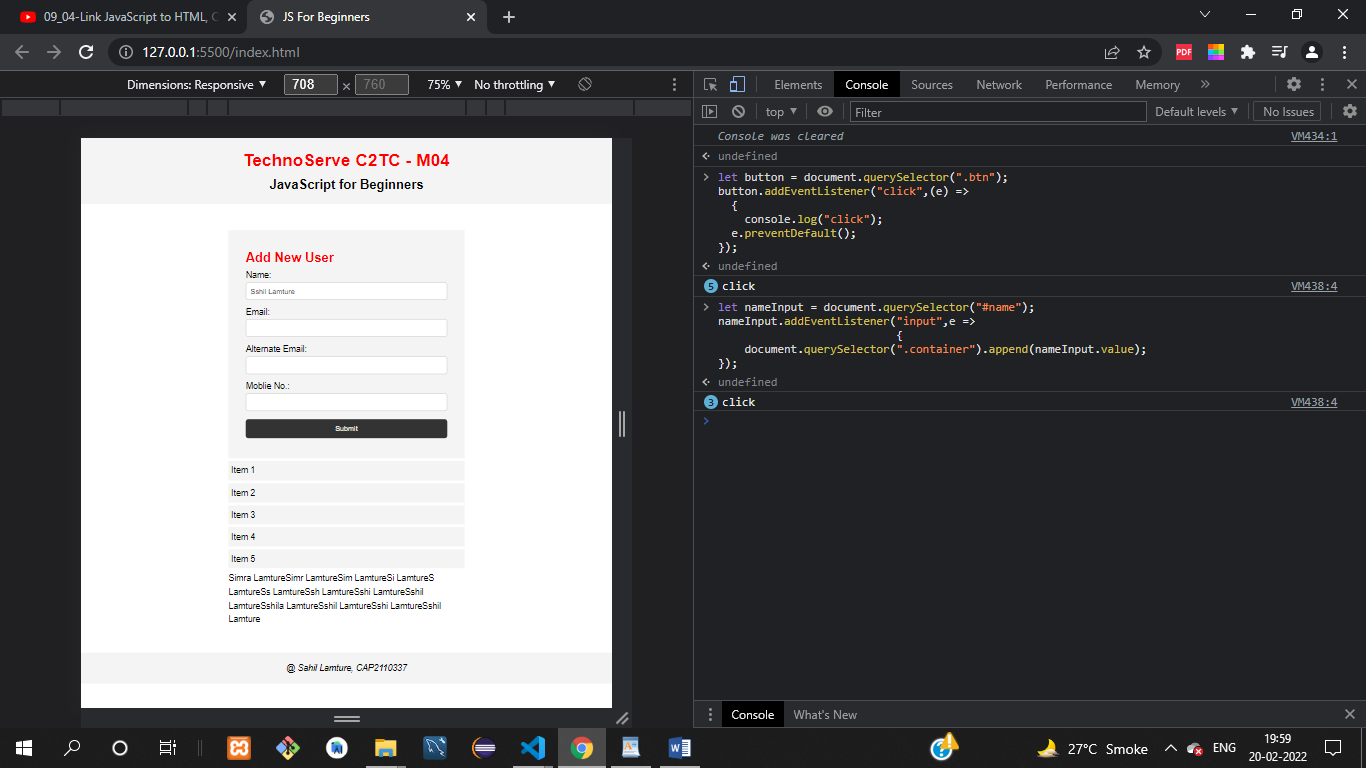 09_04-Link JavaScript to HTML, C
JS For Beginners
127.0.0.1:5500/index.html
PDF
Dimensions: Responsive
708 × 760
75%
No throttling
TechnoServe C2TC - M04
JavaScript for Beginners
Add New User
Name:
Sshil Lamture
Email:
Alternate Email:
Moblie No.:
Submit
Item 1
Item 2
Item 3
Item 4
Item 5
Simra LamtureSimr LamtureSim LamtureSi LamtureS
LamtureSs LamtureSsh LamtureSshi LamtureSshil
LamtureSshila LamtureSshil LamtureSshi LamtureSshil
Lamture
@ Sahil Lamture, CAP2110337
Elements Console Sources Network Performance Memory
top Filter Default levels No Issues
Console was cleared VM434:1
undefined
let button = document.querySelector(".btn");
button.addEventListener("click",(e) =>
{
console.log("click");
e.preventDefault();
});
undefined
5 click VM438:4
let nameInput = document.querySelector("#name");
nameInput.addEventListener("input",e =>
{
document.querySelector(".container").append(nameInput.value);
});
undefined
3 click VM438:4
Console What's New
27°C Smoke ENG
19:59
20-02-2022